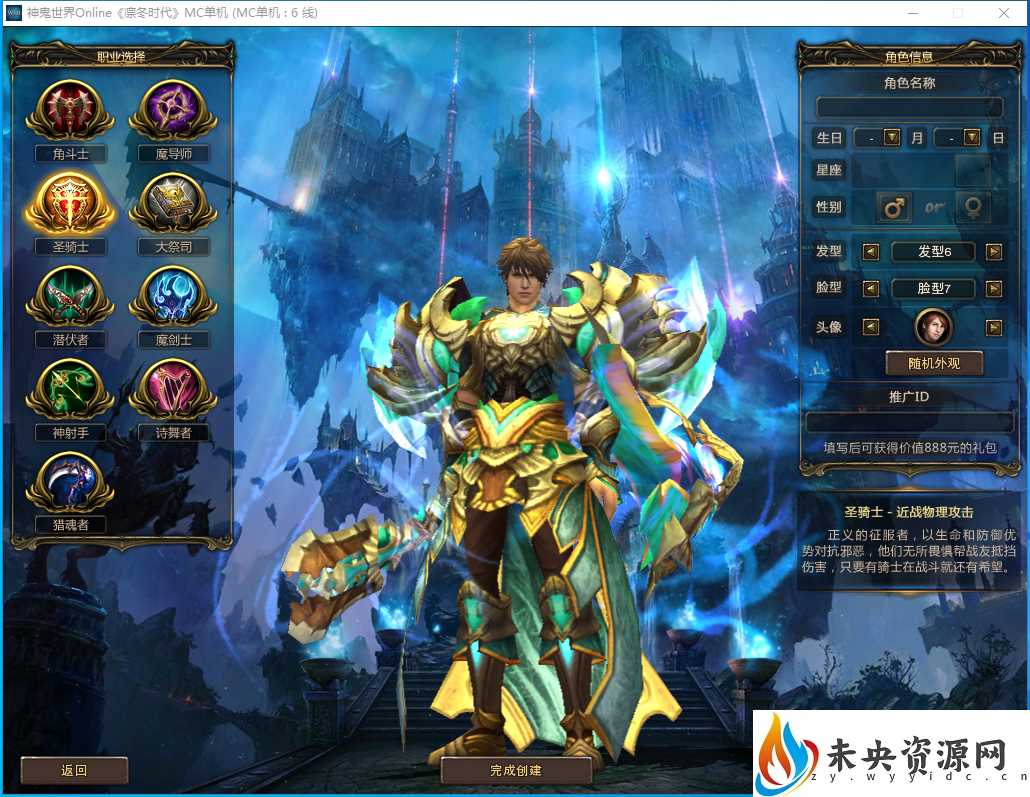 神鬼世界Online《凛冬时代》MC单机 (MC单机 : 6 线)
职业选择
角斗士
魔导师
圣骑士
大祭司
潜伏者
魔剑士
神射手
诗舞者
猎魂者
返回
完成创建
角色信息
角色名称
生日 - 月 - 日
星座
性别 or
发型 发型6
脸型 脸型7
头像
随机外观
推广ID
填写后可获得价值888元的礼包
圣骑士 - 近战物理攻击
正义的征服者，以生命和防御优
势对抗邪恶，他们无所畏惧帮战友抵挡
伤害，只要有骑士在战斗就还有希望。
未央资源网
zy.wyyidc.cn